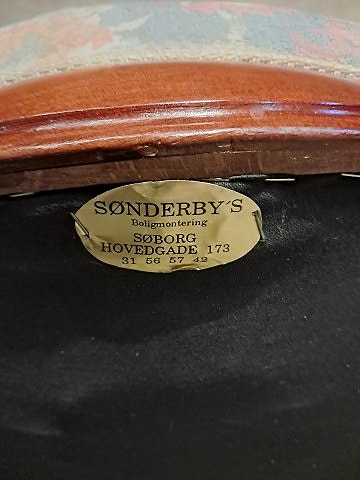 SØNDERBY'S
Boligmontering
SØBORG
HOVEDGADE 173
31 56 57 42